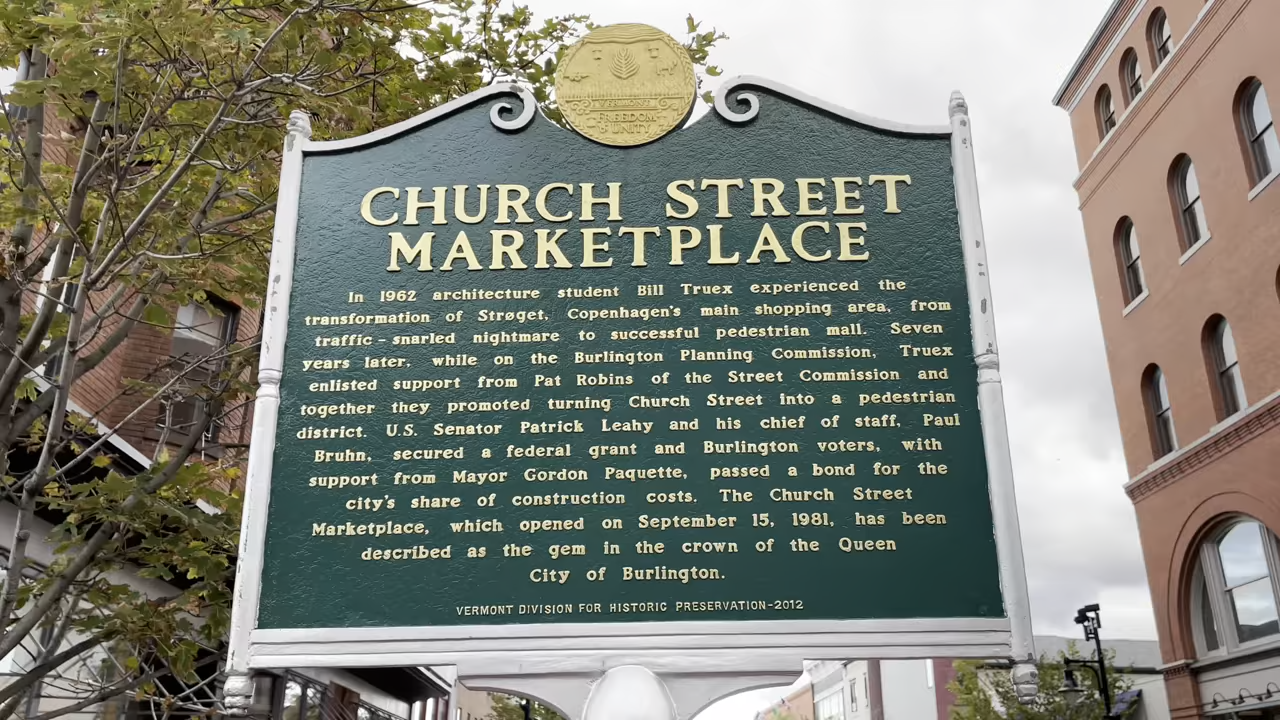 VERMONT
FREEDOM
& UNITY
CHURCH STREET
MARKETPLACE
In 1962 architecture student Bill Truex experienced the
transformation of Strøget, Copenhagen's main shopping area, from
traffic-snarled nightmare to successful pedestrian mall. Seven
years later, while on the Burlington Planning Commission, Truex
enlisted support from Pat Robins of the Street Commission and
together they promoted turning Church Street into a pedestrian
district. U.S. Senator Patrick Leahy and his chief of staff, Paul
Bruhn, secured a federal grant and Burlington voters, with
support from Mayor Gordon Paquette, passed a bond for the
city's share of construction costs. The Church Street
Marketplace, which opened on September 15, 1981, has been
described as the gem in the crown of the Queen
City of Burlington.
VERMONT DIVISION FOR HISTORIC PRESERVATION-2012